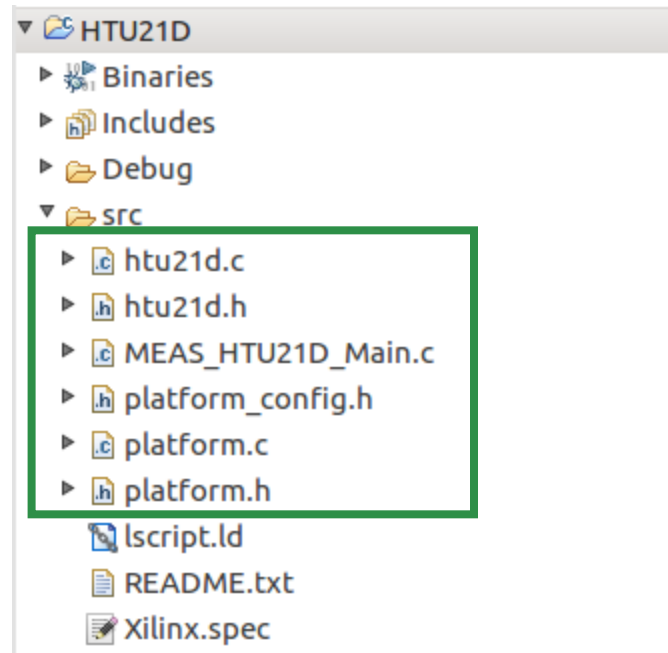 HTU21D
Binaries
Includes
Debug
src
htu21d.c
htu21d.h
MEAS_HTU21D_Main.c
platform_config.h
platform.c
platform.h
lscript.ld
README.txt
Xilinx.spec